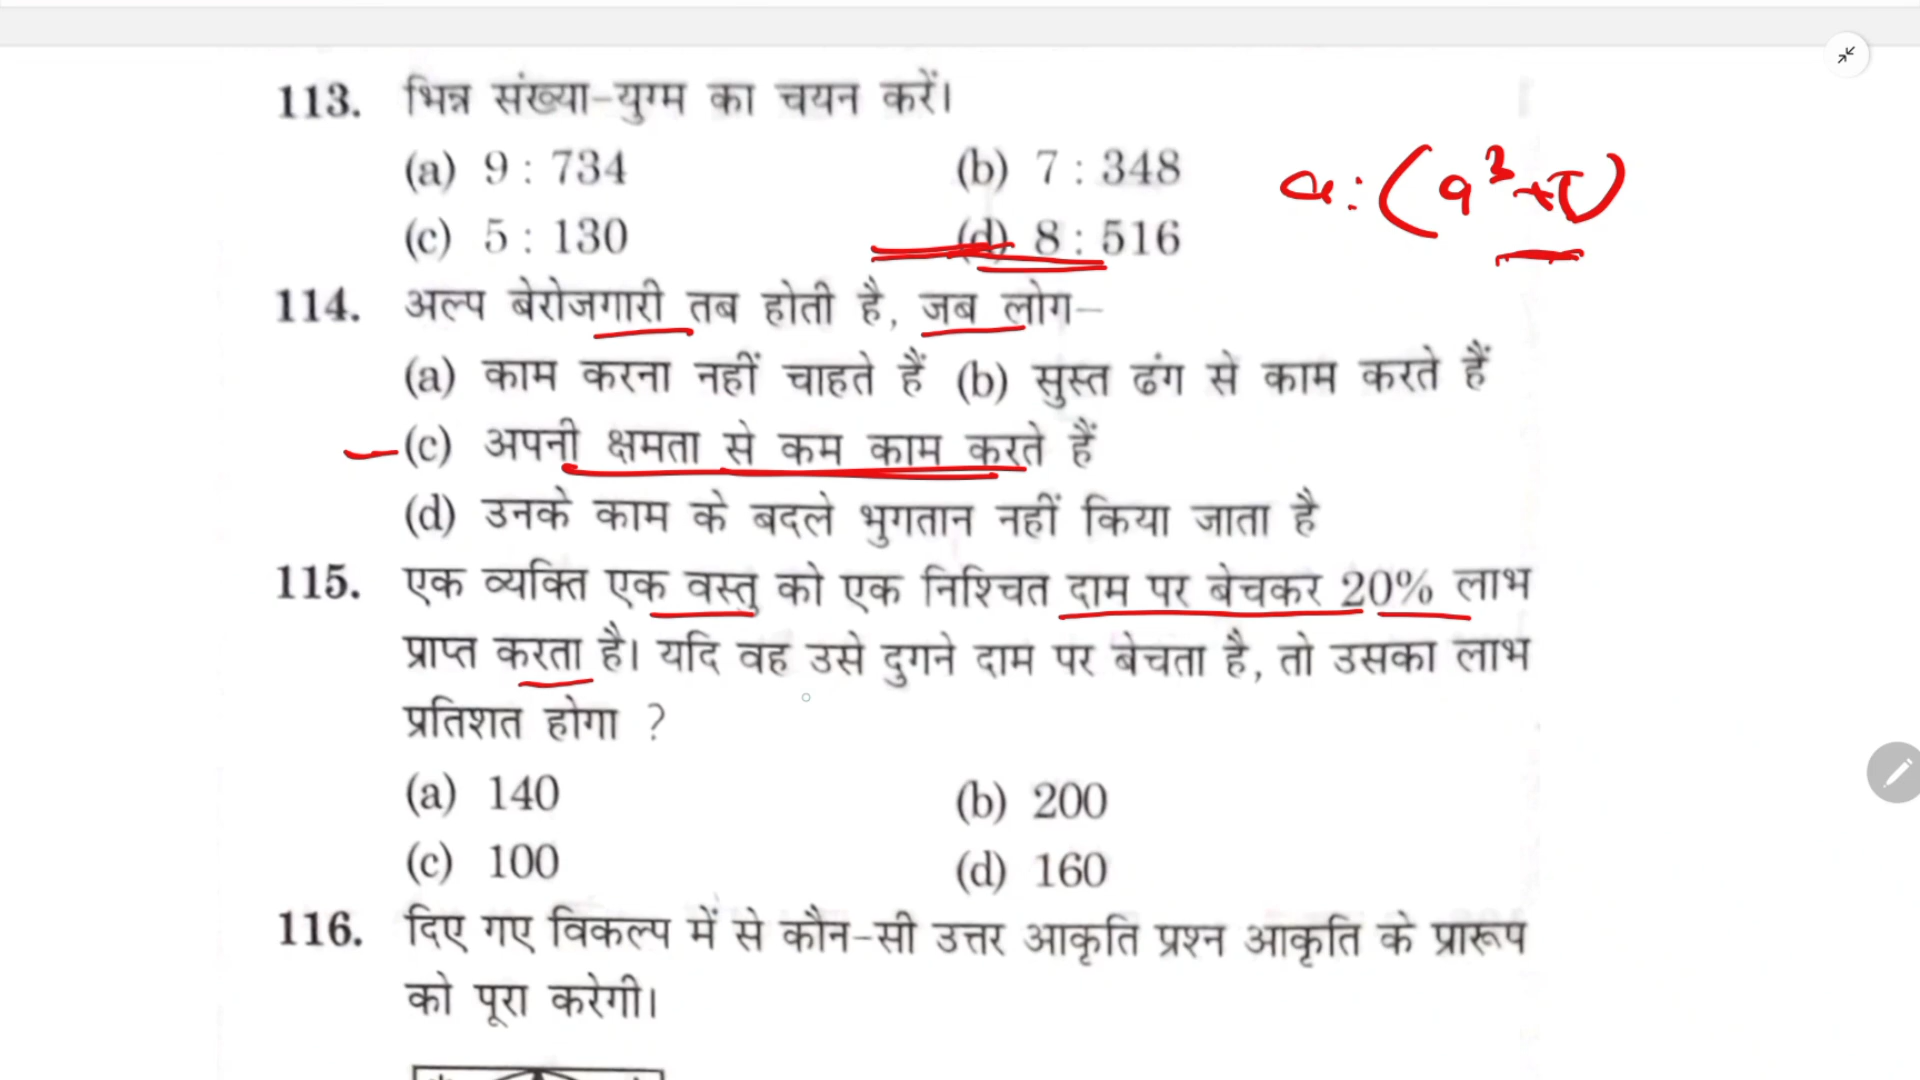 113. भिन्न संख्या-युग्म का चयन करें।
(a) 9 : 734 (b) 7 : 348
(c) 5 : 130 (d) 8 : 516
a : (a³+5)
114. अल्प बेरोजगारी तब होती है, जब लोग–
(a) काम करना नहीं चाहते हैं (b) सुस्त ढंग से काम करते हैं
(c) अपनी क्षमता से कम काम करते हैं
(d) उनके काम के बदले भुगतान नहीं किया जाता है
115. एक व्यक्ति एक वस्तु को एक निश्चित दाम पर बेचकर 20% लाभ
प्राप्त करता है। यदि वह उसे दुगने दाम पर बेचता है, तो उसका लाभ
प्रतिशत होगा ?
(a) 140 (b) 200
(c) 100 (d) 160
116. दिए गए विकल्प में से कौन-सी उत्तर आकृति प्रश्न आकृति के प्रारूप
को पूरा करेगी।